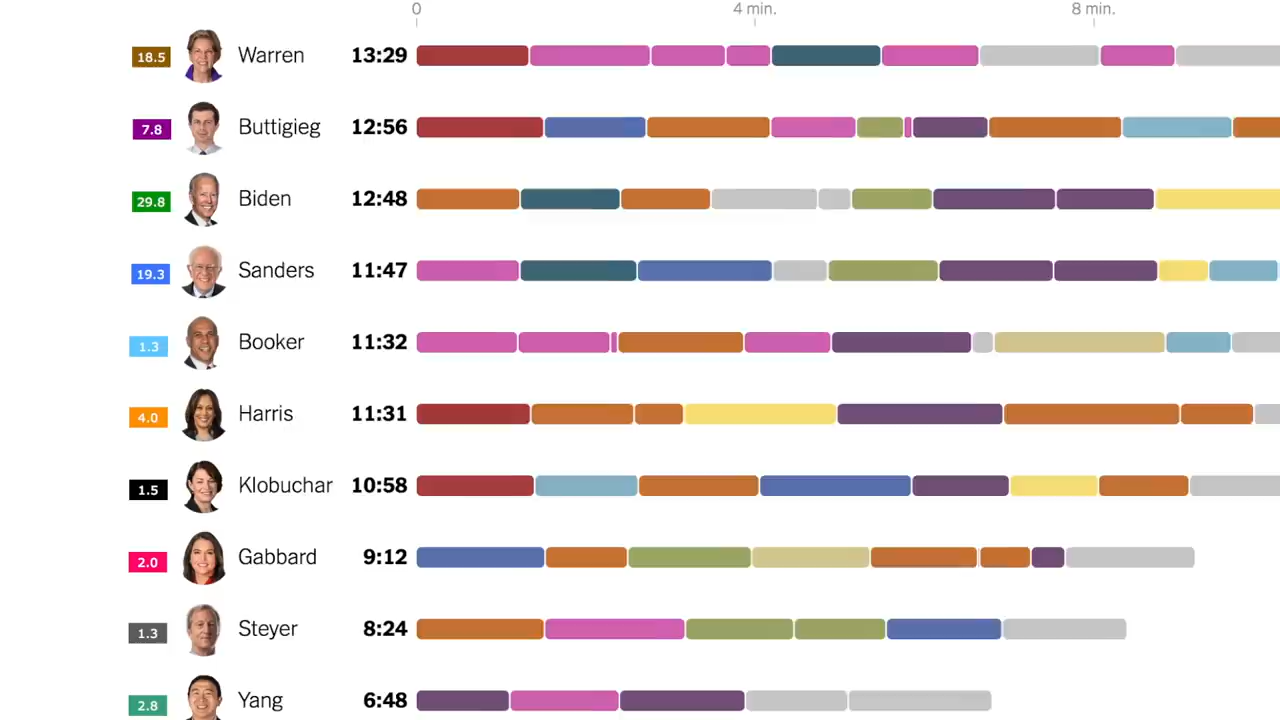 0 4 min. 8 min.
18.5 Warren 13:29
7.8 Buttigieg 12:56
29.8 Biden 12:48
19.3 Sanders 11:47
1.3 Booker 11:32
4.0 Harris 11:31
1.5 Klobuchar 10:58
2.0 Gabbard 9:12
1.3 Steyer 8:24
2.8 Yang 6:48